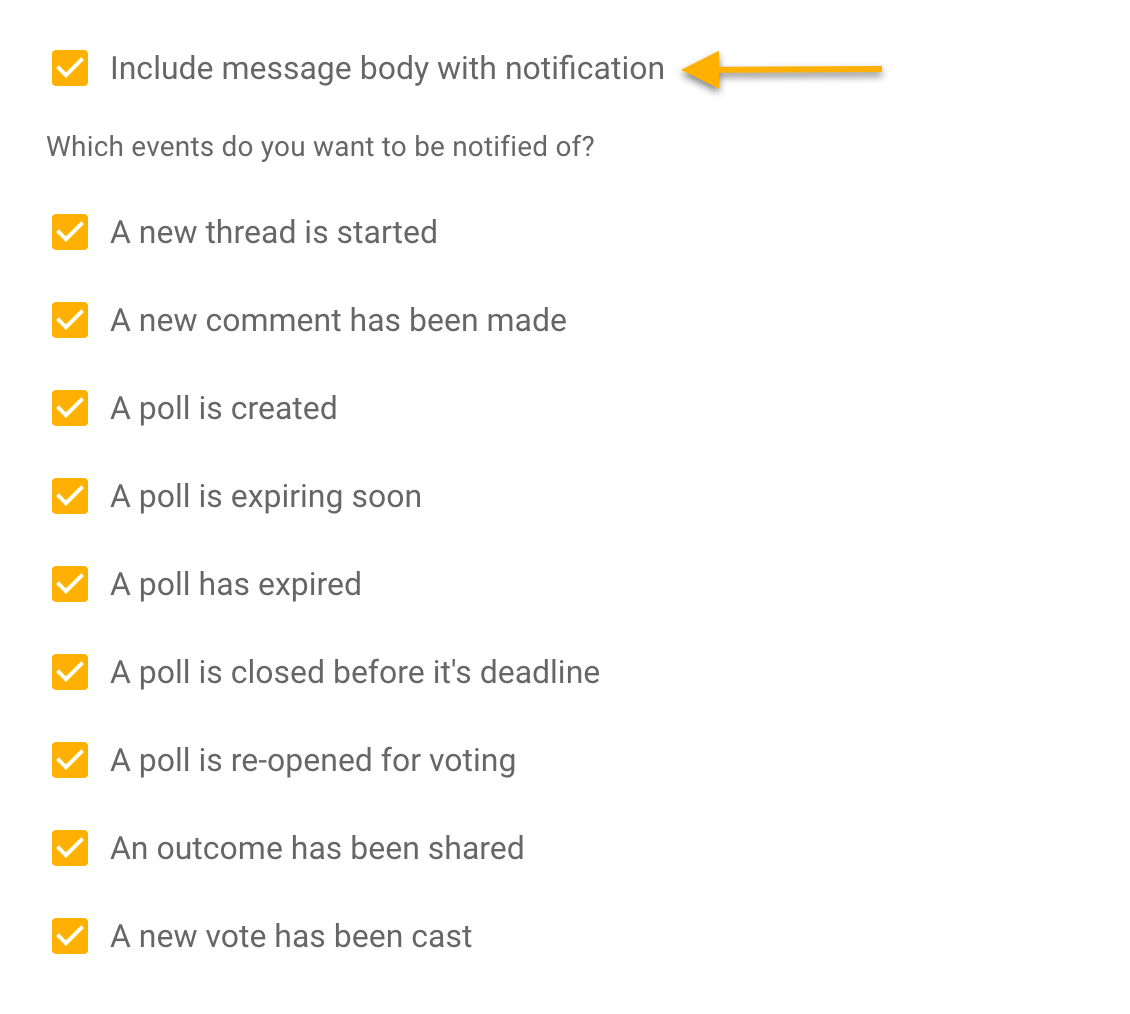 Include message body with notification
Which events do you want to be notified of?
A new thread is started
A new comment has been made
A poll is created
A poll is expiring soon
A poll has expired
A poll is closed before it's deadline
A poll is re-opened for voting
An outcome has been shared
A new vote has been cast